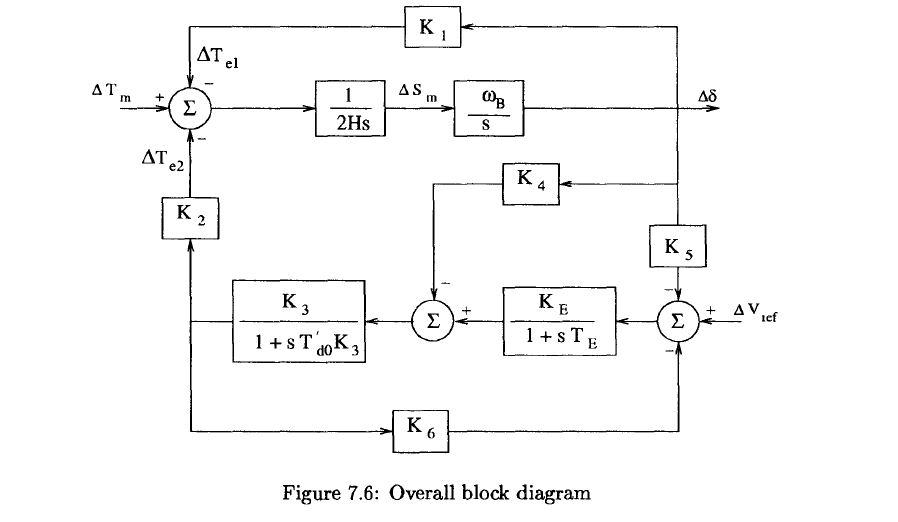 K 1
ΔT e1
ΔT m + − Σ 1 2Hs ΔS m ω B s Δδ
−
ΔT e2
K 4
K 2
K 5
− −
K 3 1 + s T' d0 K 3 Σ + K E 1 + s T E Σ + ΔV ref
−
K 6
Figure 7.6: Overall block diagram